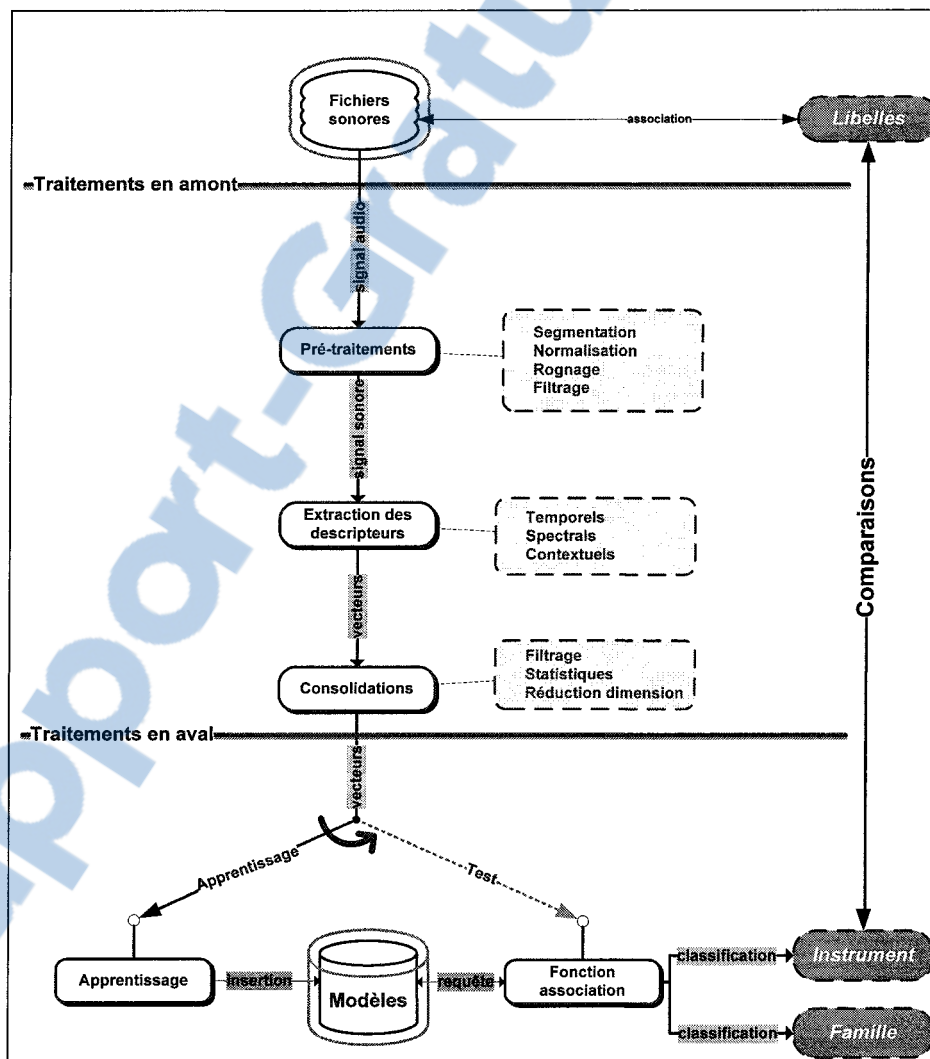 Fichiers
sonores
association
Libellés
Traitements en amont
signal audio
Pré-traitements
Segmentation
Normalisation
Rognage
Filtrage
signal sonore
Extraction des
descripteurs
Temporels
Spectrals
Contextuels
Comparaisons
vecteurs
Consolidations
Filtrage
Statistiques
Réduction dimension
Traitements en aval
vecteurs
Apprentissage
Test
Apprentissage
insertion
Modèles
requête
Fonction
association
classification
Instrument
classification
Famille
pport-Gratu